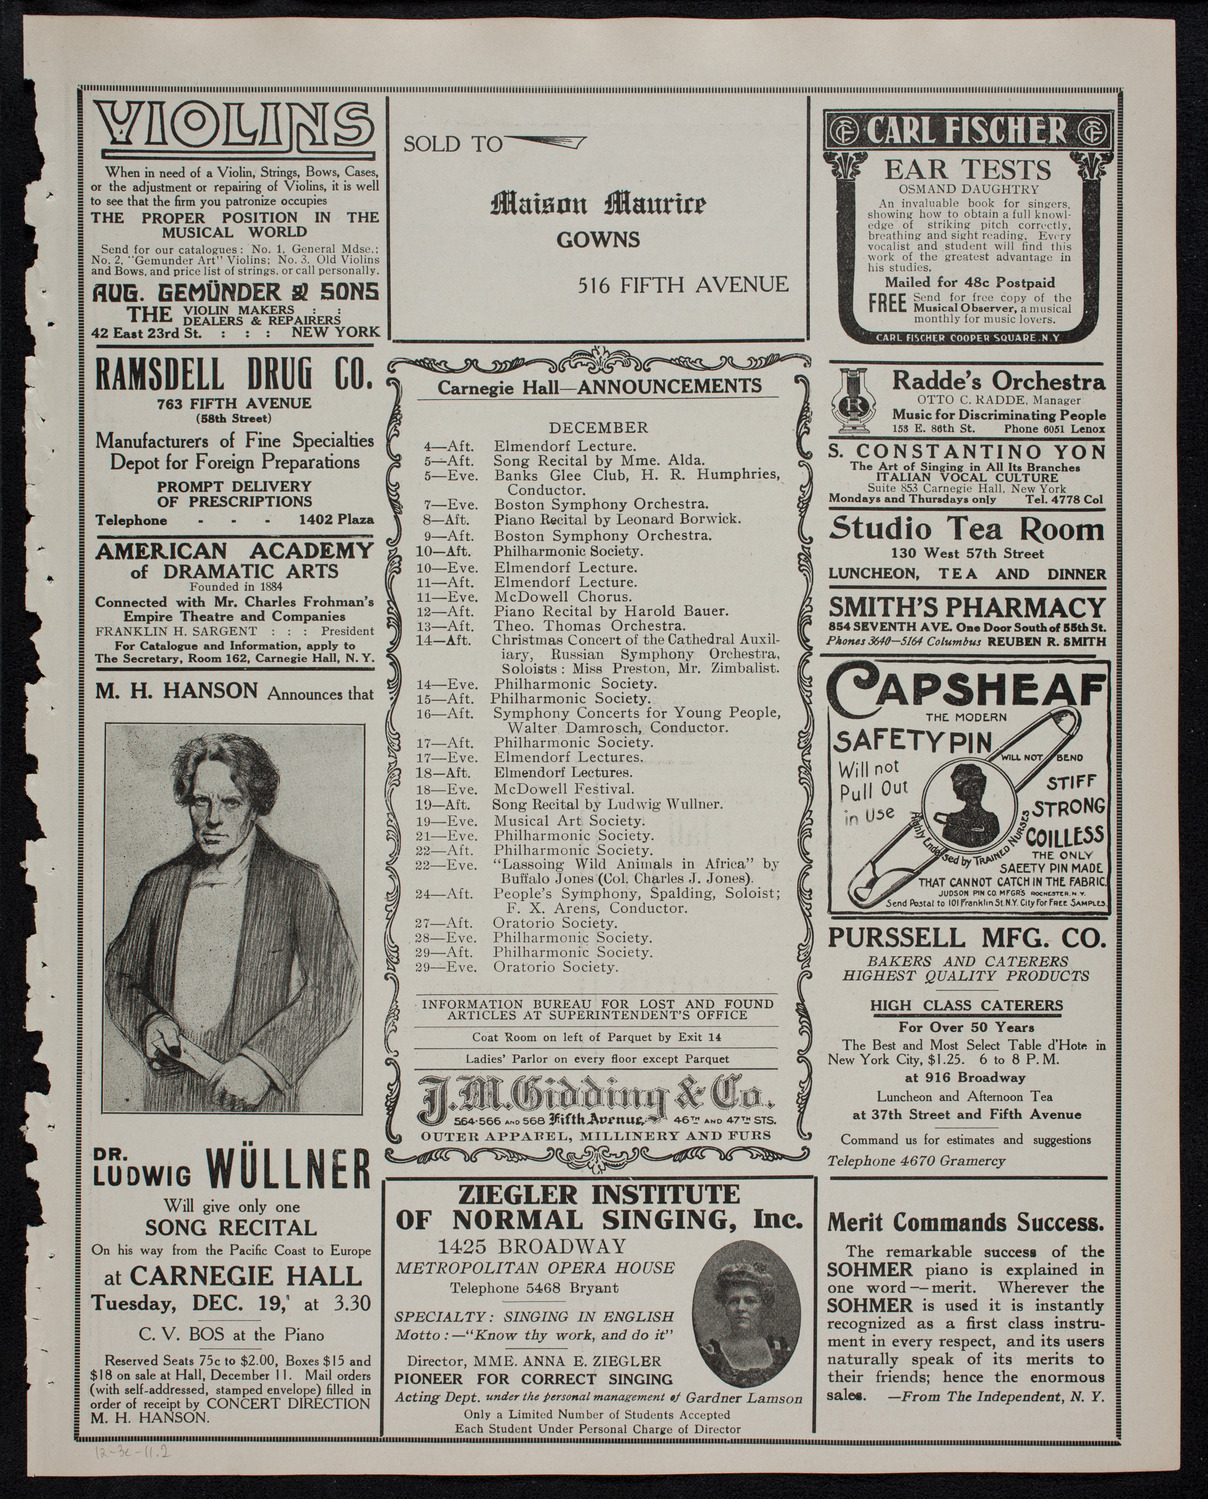 VIOLINS
When in need of a Violin, Strings, Bows, Cases,
or the adjustment or repairing of Violins, it is well
to see that the firm you patronize occupies
THE PROPER POSITION IN THE
MUSICAL WORLD
Send for our catalogues: No. 1, General Mdse.;
No. 2, "Gemunder Art" Violins; No. 3. Old Violins
and Bows, and price list of strings, or call personally.
AUG. GEMÜNDER & SONS
THE VIOLIN MAKERS : :
DEALERS & REPAIRERS
42 East 23rd St. : : : NEW YORK
RAMSDELL DRUG CO.
763 FIFTH AVENUE
(58th Street)
Manufacturers of Fine Specialties
Depot for Foreign Preparations
PROMPT DELIVERY
OF PRESCRIPTIONS
Telephone - - - 1402 Plaza
AMERICAN ACADEMY
of DRAMATIC ARTS
Founded in 1884
Connected with Mr. Charles Frohman's
Empire Theatre and Companies
FRANKLIN H. SARGENT : : : President
For Catalogue and Information, apply to
The Secretary, Room 162, Carnegie Hall, N. Y.
M. H. HANSON Announces that
DR.
LUDWIG WÜLLNER
Will give only one
SONG RECITAL
On his way from the Pacific Coast to Europe
at CARNEGIE HALL
Tuesday, DEC. 19, at 3.30
C. V. BOS at the Piano
Reserved Seats 75c to $2.00, Boxes $15 and
$18 on sale at Hall, December 11. Mail orders
(with self-addressed, stamped envelope) filled in
order of receipt by CONCERT DIRECTION
M. H. HANSON.
SOLD TO
Maison Maurice
GOWNS
516 FIFTH AVENUE
Carnegie Hall—ANNOUNCEMENTS
DECEMBER
4—Aft. Elmendorf Lecture.
5—Aft. Song Recital by Mme. Alda.
5—Eve. Banks Glee Club, H. R. Humphries,
Conductor.
7—Eve. Boston Symphony Orchestra.
8—Aft. Piano Recital by Leonard Borwick.
9—Aft. Boston Symphony Orchestra.
10—Aft. Philharmonic Society.
10—Eve. Elmendorf Lecture.
11—Aft. Elmendorf Lecture.
11—Eve. McDowell Chorus.
12—Aft. Piano Recital by Harold Bauer.
13—Aft. Theo. Thomas Orchestra.
14—Aft. Christmas Concert of the Cathedral Auxil-
iary, Russian Symphony Orchestra,
Soloists: Miss Preston, Mr. Zimbalist.
14—Eve. Philharmonic Society.
15—Aft. Philharmonic Society.
16—Aft. Symphony Concerts for Young People,
Walter Damrosch, Conductor.
17—Aft. Philharmonic Society.
17—Eve. Elmendorf Lectures.
18—Aft. Elmendorf Lectures.
18—Eve. McDowell Festival.
19—Aft. Song Recital by Ludwig Wullner.
19—Eve. Musical Art Society.
21—Eve. Philharmonic Society.
22—Aft. Philharmonic Society.
22—Eve. "Lassoing Wild Animals in Africa" by
Buffalo Jones (Col. Charles J. Jones).
24—Aft. People's Symphony, Spalding, Soloist;
F. X. Arens, Conductor.
27—Aft. Oratorio Society.
28—Eve. Philharmonic Society.
29—Aft. Philharmonic Society.
29—Eve. Oratorio Society.
INFORMATION BUREAU FOR LOST AND FOUND
ARTICLES AT SUPERINTENDENT'S OFFICE
Coat Room on left of Parquet by Exit 14
Ladies' Parlor on every floor except Parquet
J. M. Gidding & Co.
564-566 AND 568 Fifth Avenue, 46TH AND 47TH STS.
OUTER APPAREL, MILLINERY AND FURS
ZIEGLER INSTITUTE
OF NORMAL SINGING, Inc.
1425 BROADWAY
METROPOLITAN OPERA HOUSE
Telephone 5468 Bryant
SPECIALTY: SINGING IN ENGLISH
Motto:—"Know thy work, and do it"
Director, MME. ANNA E. ZIEGLER
PIONEER FOR CORRECT SINGING
Acting Dept. under the personal management of Gardner Lamson
Only a Limited Number of Students Accepted
Each Student Under Personal Charge of Director
CF CARL FISCHER CF
EAR TESTS
OSMAND DAUGHTRY
An invaluable book for singers,
showing how to obtain a full knowl-
edge of striking pitch correctly,
breathing and sight reading. Every
vocalist and student will find this
work of the greatest advantage in
his studies.
Mailed for 48c Postpaid
FREE Send for free copy of the
Musical Observer, a musical
monthly for music lovers.
CARL FISCHER COOPER SQUARE. N.Y
R
Radde's Orchestra
OTTO C. RADDE, Manager
Music for Discriminating People
153 E. 86th St. Phone 6051 Lenox
S. CONSTANTINO YON
The Art of Singing in All Its Branches
ITALIAN VOCAL CULTURE
Suite 853 Carnegie Hall, New York
Mondays and Thursdays only Tel. 4778 Col
Studio Tea Room
130 West 57th Street
LUNCHEON, TEA AND DINNER
SMITH'S PHARMACY
854 SEVENTH AVE. One Door South of 55th St.
Phones 3640—5164 Columbus REUBEN R. SMITH
CAPSHEAF
THE MODERN
SAFETY PIN
WILL NOT BEND
Will not
Pull Out
in Use
STIFF
STRONG
COILLESS
Highly Endorsed by TRAINED NURSES
THE ONLY
SAFETY PIN MADE
THAT CANNOT CATCH IN THE FABRIC.
JUDSON PIN CO. MFGRS ROCHESTER, N.Y.
Send Postal to 101 Franklin St. N.Y. City For FREE SAMPLES.
PURSSELL MFG. CO.
BAKERS AND CATERERS
HIGHEST QUALITY PRODUCTS
HIGH CLASS CATERERS
For Over 50 Years
The Best and Most Select Table d'Hote in
New York City, $1.25. 6 to 8 P. M.
at 916 Broadway
Luncheon and Afternoon Tea
at 37th Street and Fifth Avenue
Command us for estimates and suggestions
Telephone 4670 Gramercy
Merit Commands Success.
The remarkable success of the
SOHMER piano is explained in
one word—merit. Wherever the
SOHMER is used it is instantly
recognized as a first class instru-
ment in every respect, and its users
naturally speak of its merits to
their friends; hence the enormous
sales. —From The Independent, N. Y.